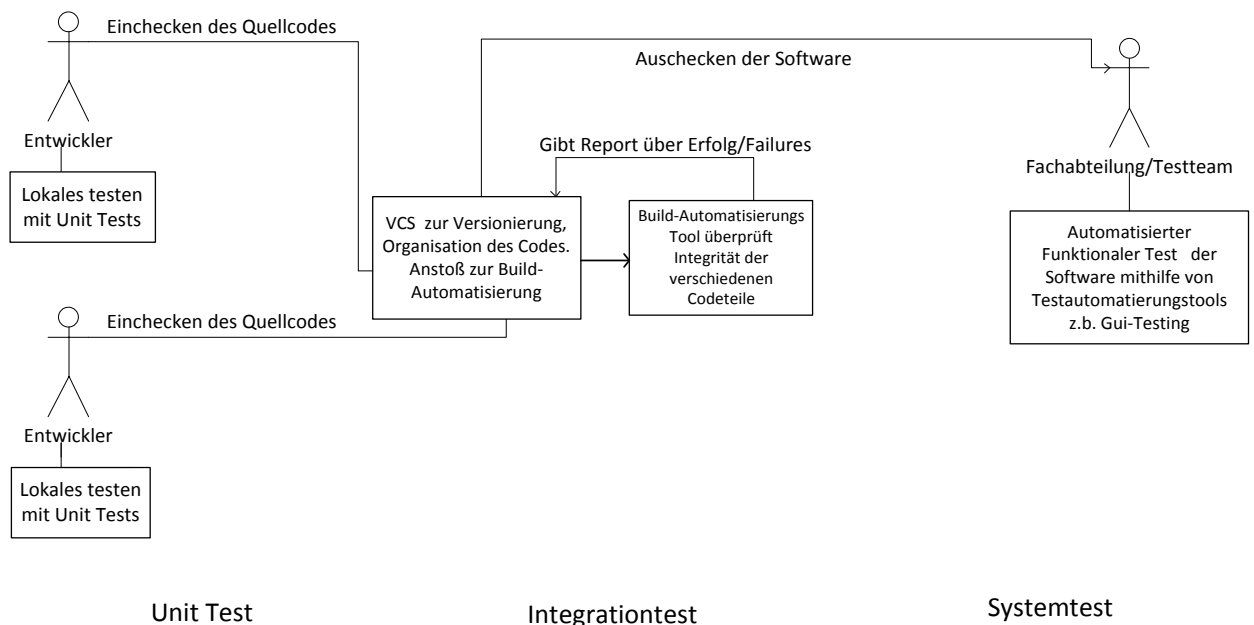 Einchecken des Quellcodes
Entwickler
Lokales testen
mit Unit Tests
Auschecken der Software
Gibt Report über Erfolg/Failures
Fachabteilung/Testteam
VCS zur Versionierung,
Organisation des Codes.
Anstoß zur Build-
Automatisierung
Build-Automatisierungs
Tool überprüft
Integrität der
verschiedenen
Codeteile
Automatisierter
Funktionaler Test der
Software mithilfe von
Testautomatierungstools
z.b. Gui-Testing
Einchecken des Quellcodes
Entwickler
Lokales testen
mit Unit Tests
Unit Test
Integrationtest
Systemtest